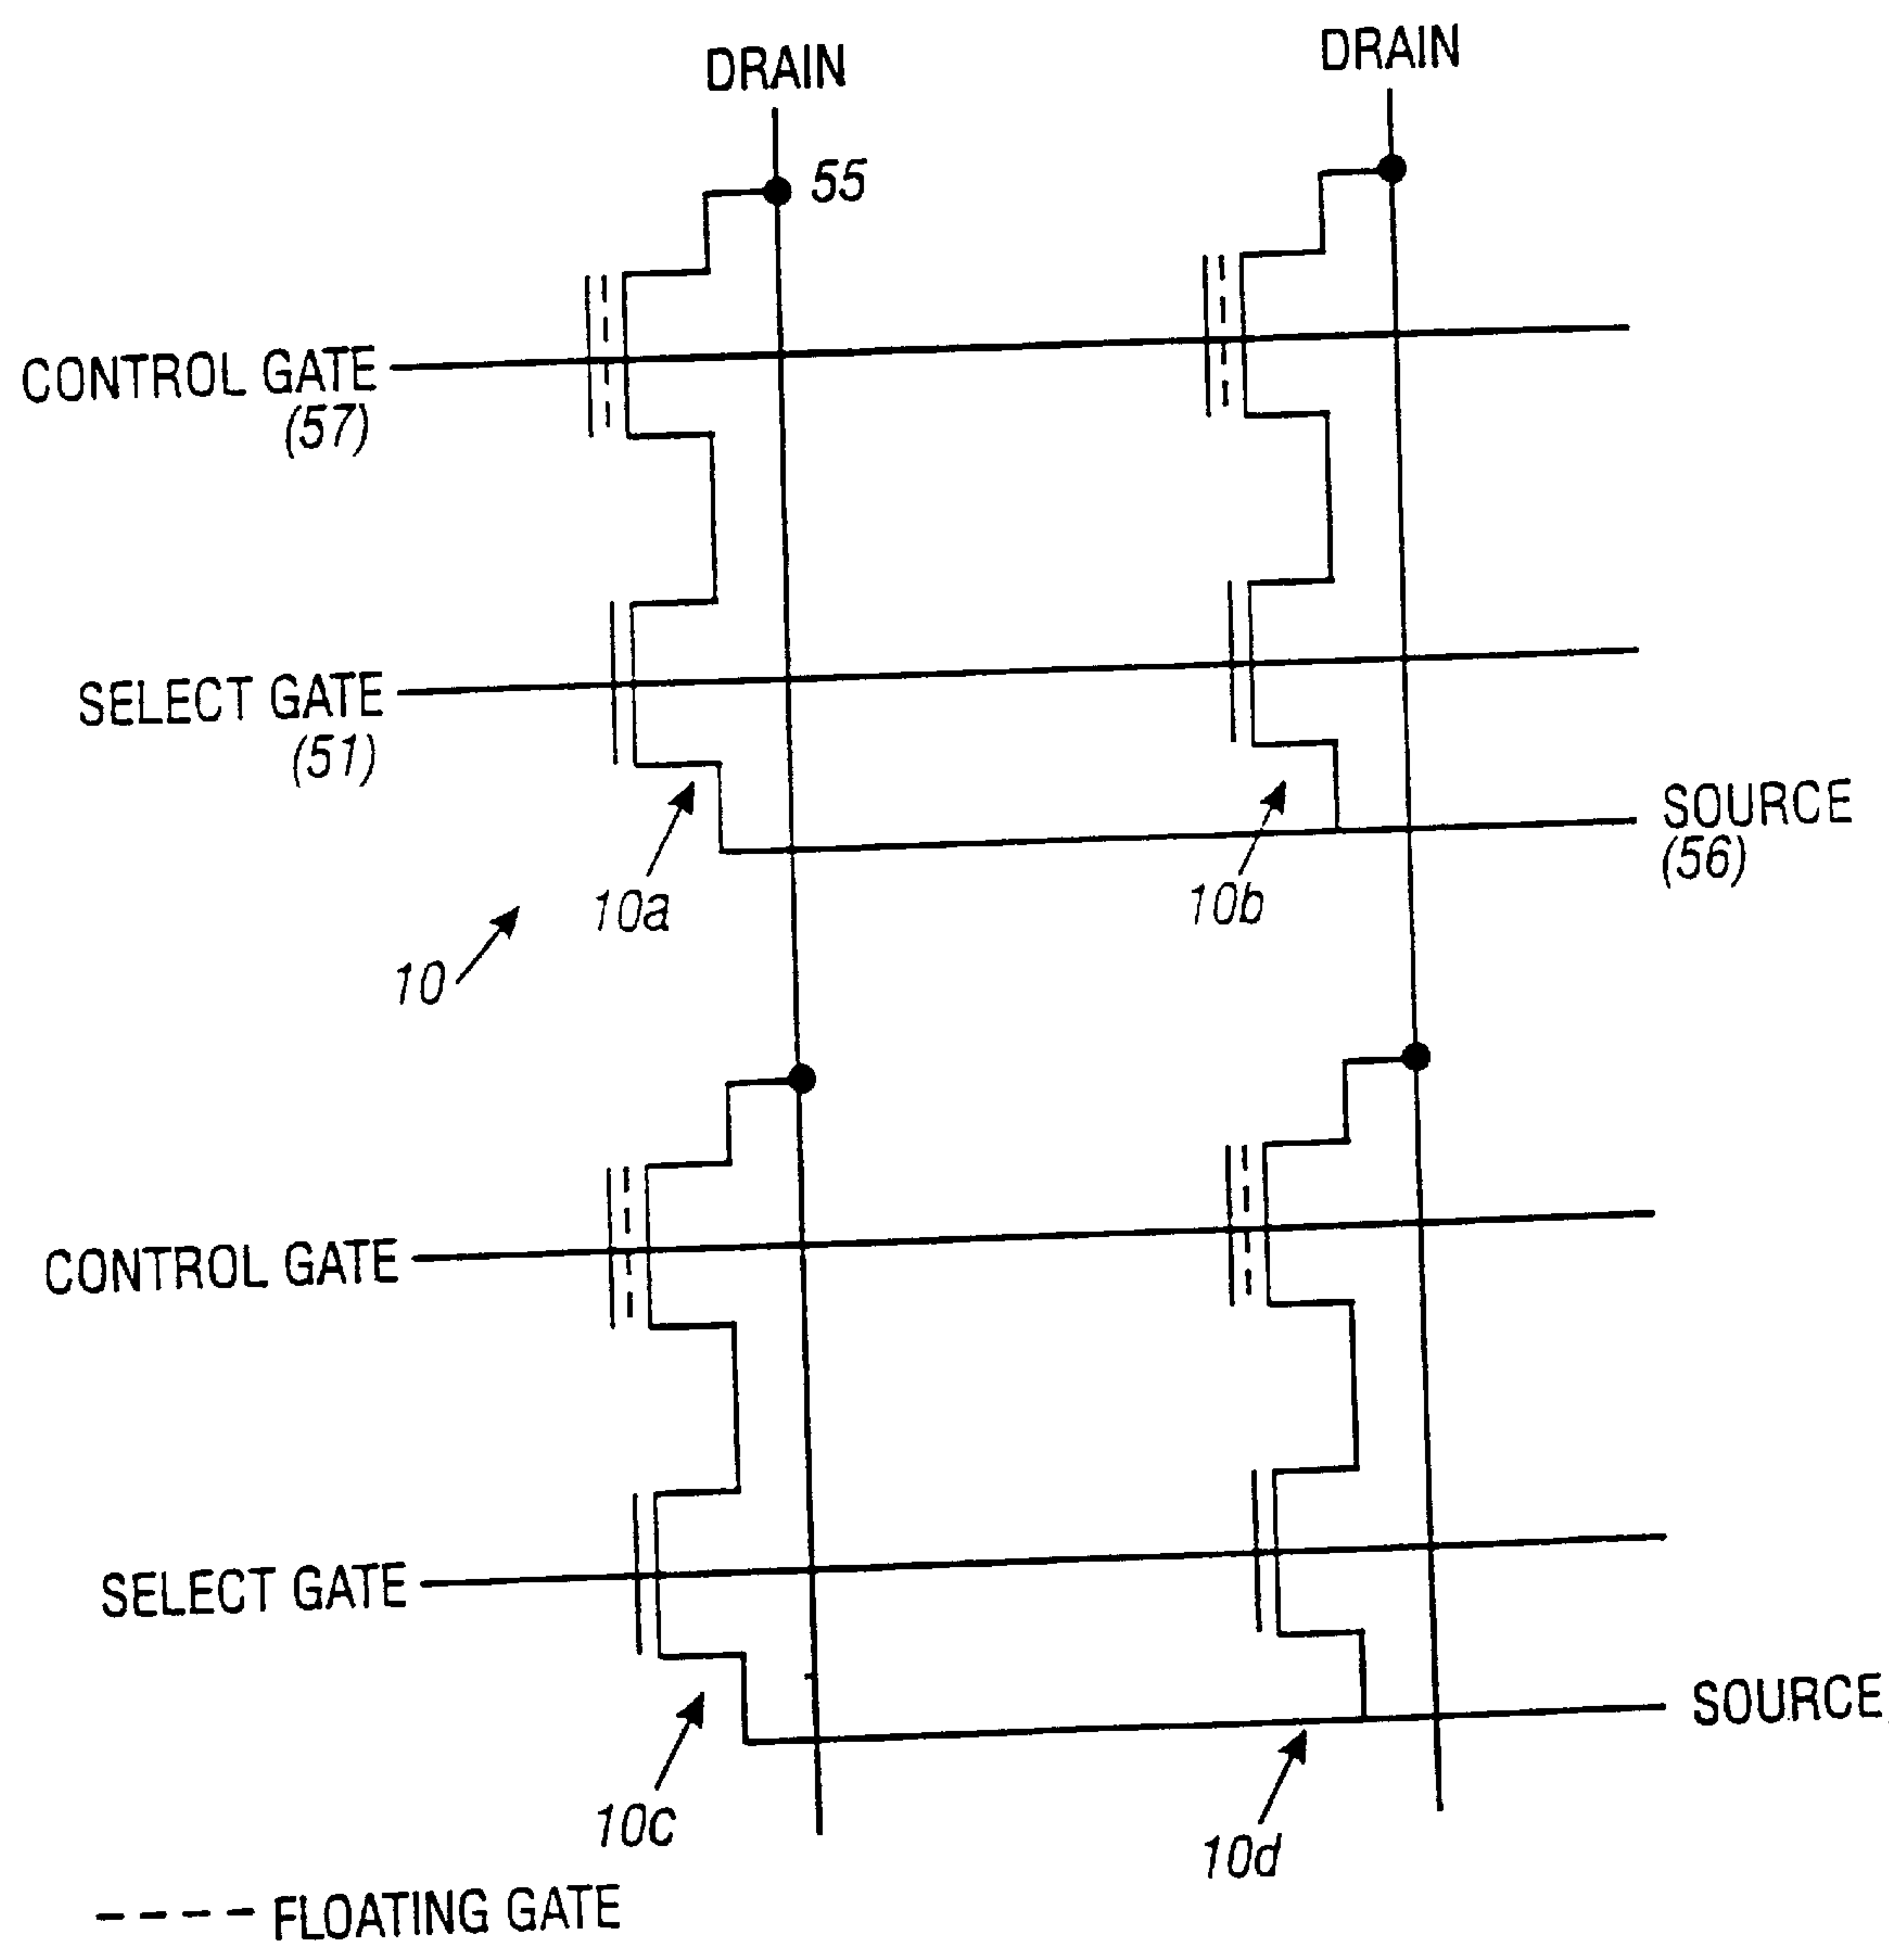 DRAIN
DRAIN
55
CONTROL GATE
(57)
SELECT GATE
(51)
SOURCE
(56)
10a
10b
10
CONTROL GATE
SELECT GATE
SOURCE
10c
10d
---- FLOATING GATE